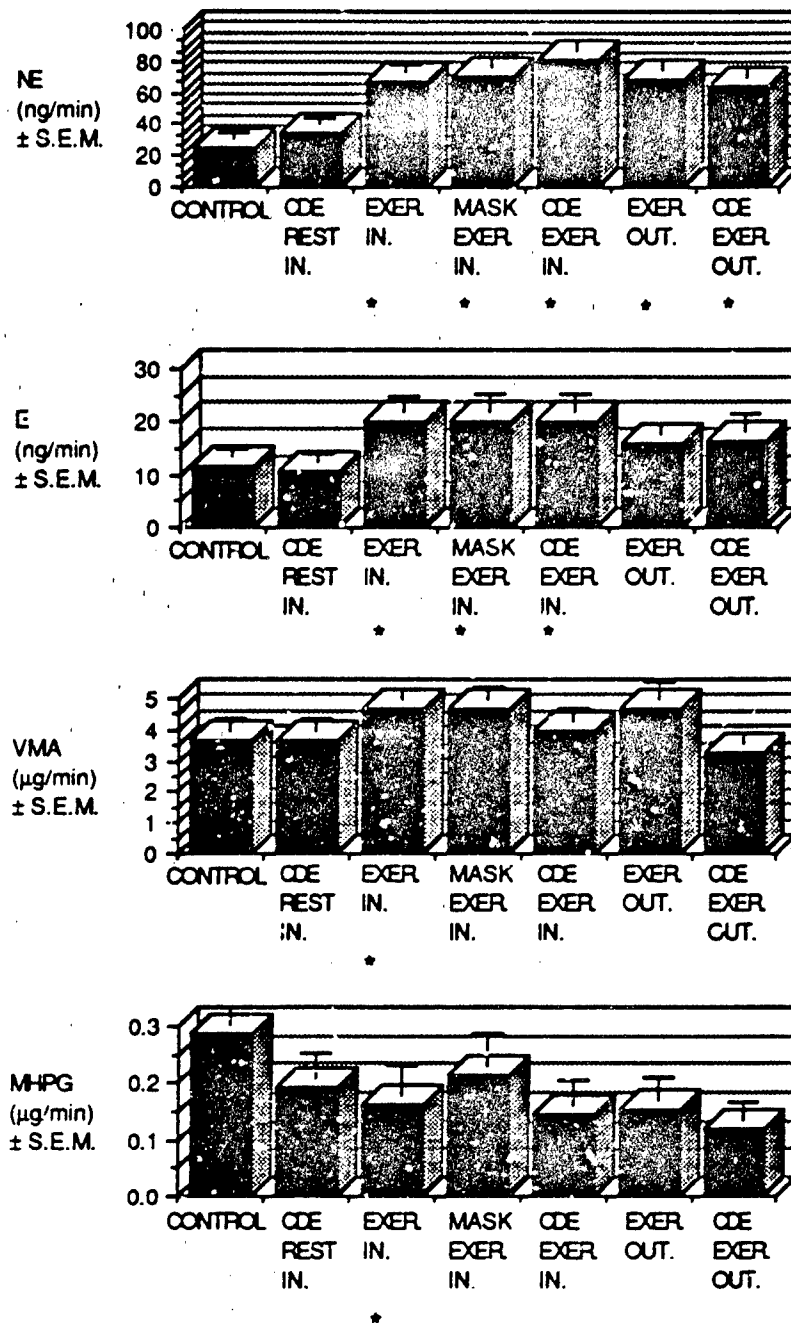 NE
(ng/min)
± S.E.M.
100
80
60
40
20
0
CONTROL CDE EXER MASK CDE EXER CDE
REST IN. EXER EXER OUT. EXER
IN. IN. IN. OUT.
* * * * *
E
(ng/min)
± S.E.M.
30
20
10
0
CONTROL CDE EXER MASK CDE EXER CDE
REST IN. EXER EXER OUT. EXER
IN. IN. IN. OUT.
* * *
VMA
(µg/min)
± S.E.M.
5
4
3
2
1
0
CONTROL CDE EXER MASK CDE EXER CDE
REST IN. EXER EXER OUT. EXER
IN. IN. IN. OUT.
*
MHPG
(µg/min)
± S.E.M.
0.3
0.2
0.1
0.0
CONTROL CDE EXER MASK CDE EXER CDE
REST IN. EXER EXER OUT. EXER
IN. IN. IN. OUT.
*